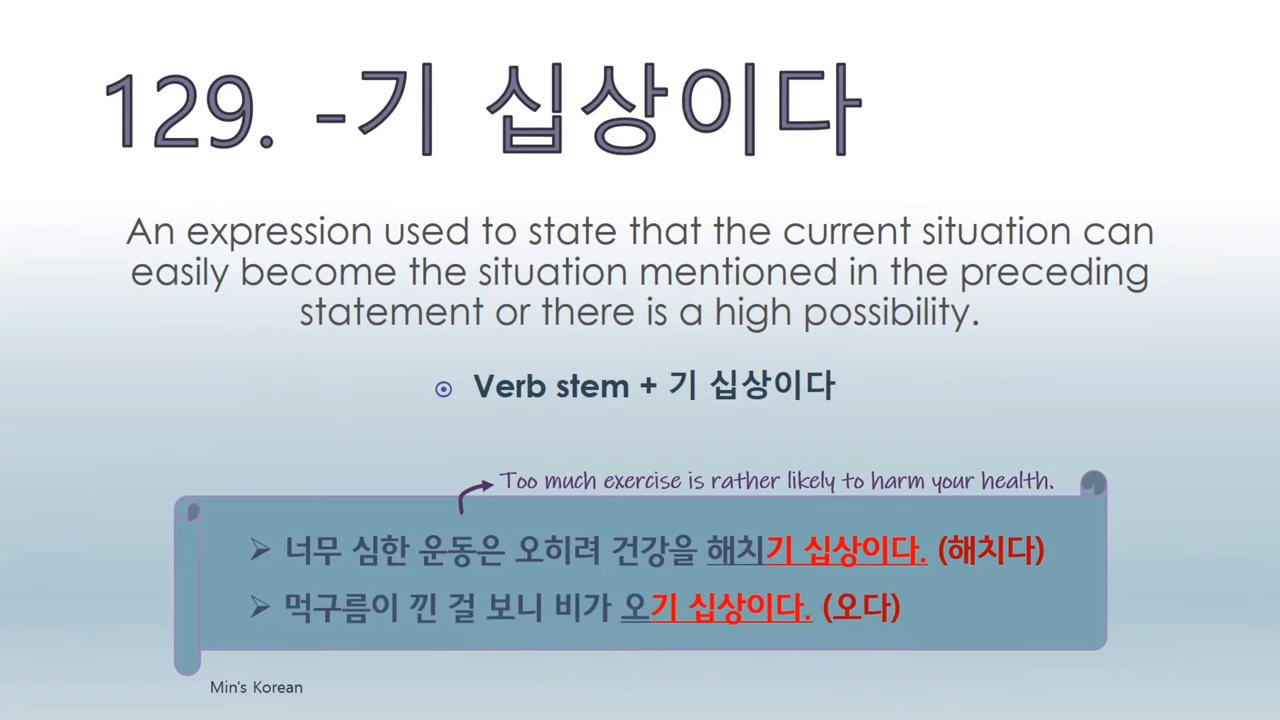 129. -기 십상이다
An expression used to state that the current situation can
easily become the situation mentioned in the preceding
statement or there is a high possibility.
Verb stem + 기 십상이다
Too much exercise is rather likely to harm your health.
너무 심한 운동은 오히려 건강을 해치기 십상이다. (해치다)
먹구름이 낀 걸 보니 비가 오기 십상이다. (오다)
Min's Korean